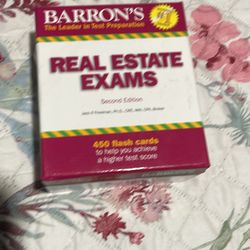 BARRON'S
The Leader in Test Preparation
#1
REAL ESTATE
EXAMS
Second Edition
450 flash cards
to help you achieve
a higher test score